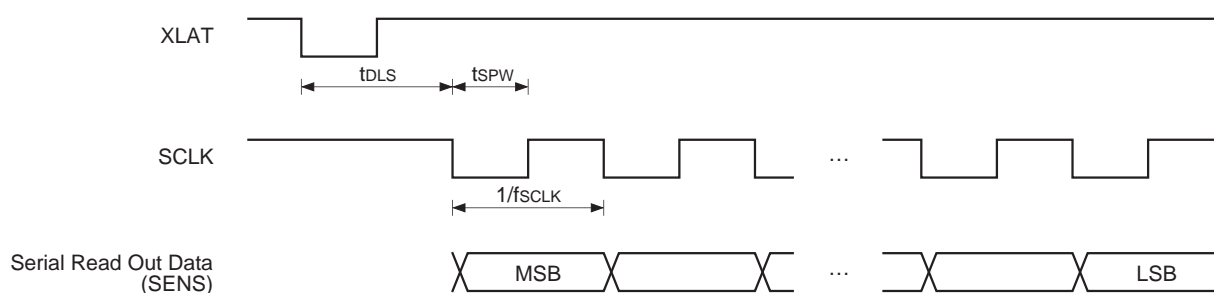 XLAT
tDLS
tSPW
SCLK
…
1/fSCLK
Serial Read Out Data
(SENS)
MSB
…
LSB